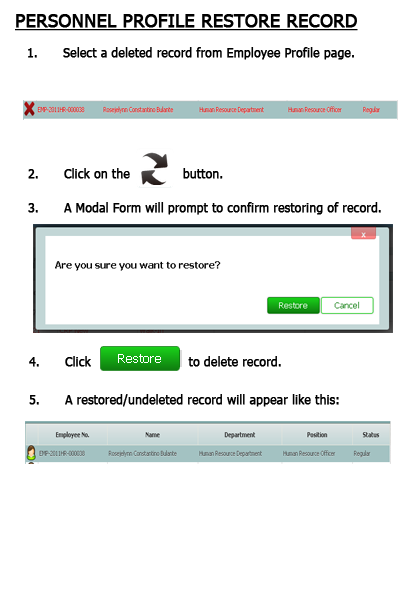 PERSONNEL PROFILE RESTORE RECORD
1. Select a deleted record from Employee Profile page.
EMP-2011HR-000038 Rosejelynn Constantino Bulante Human Resource Department Human Resource Officer Regular
2. Click on the button.
3. A Modal Form will prompt to confirm restoring of record.
x
Are you sure you want to restore?
Restore Cancel
4. Click Restore to delete record.
5. A restored/undeleted record will appear like this:
Employee No. Name Department Position Status
EMP-2011HR-000038 Rosejelynn Constantino Bulante Human Resource Department Human Resource Officer Regular